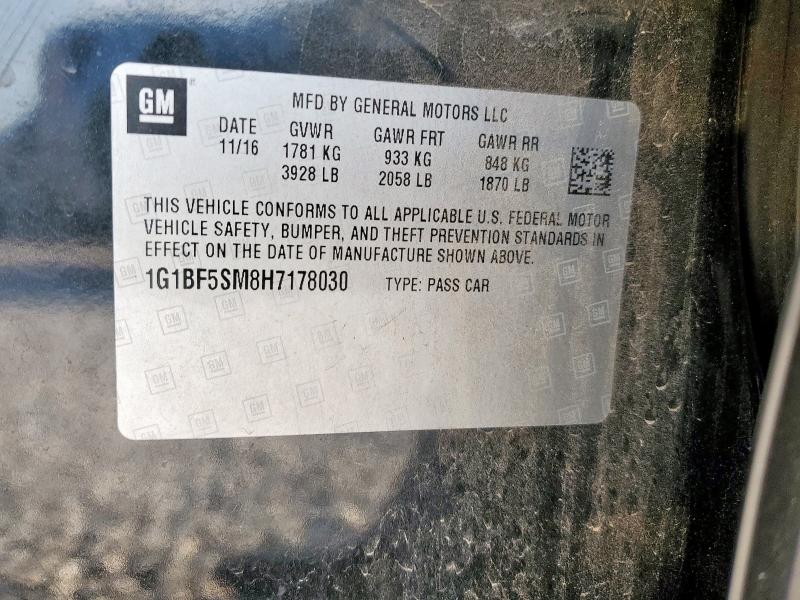 GM
MFD BY GENERAL MOTORS LLC
DATE GVWR GAWR FRT GAWR RR
11/16 1781 KG 933 KG 848 KG
3928 LB 2058 LB 1870 LB
THIS VEHICLE CONFORMS TO ALL APPLICABLE U.S. FEDERAL MOTOR
VEHICLE SAFETY, BUMPER, AND THEFT PREVENTION STANDARDS IN
EFFECT ON THE DATE OF MANUFACTURE SHOWN ABOVE.
1G1BF5SM8H7178030 TYPE: PASS CAR